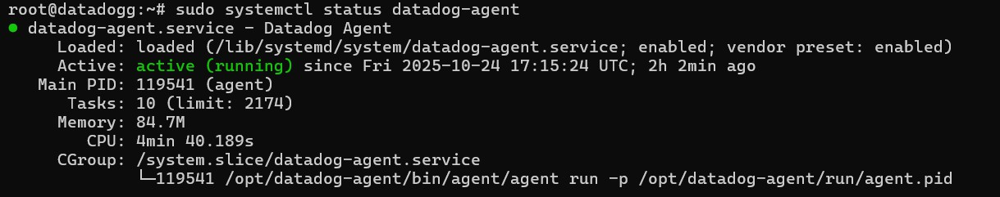 root@datadogg:~# sudo systemctl status datadog-agent
● datadog-agent.service - Datadog Agent
Loaded: loaded (/lib/systemd/system/datadog-agent.service; enabled; vendor preset: enabled)
Active: active (running) since Fri 2025-10-24 17:15:24 UTC; 2h 2min ago
Main PID: 119541 (agent)
Tasks: 10 (limit: 2174)
Memory: 84.7M
CPU: 4min 40.189s
CGroup: /system.slice/datadog-agent.service
└─119541 /opt/datadog-agent/bin/agent/agent run -p /opt/datadog-agent/run/agent.pid